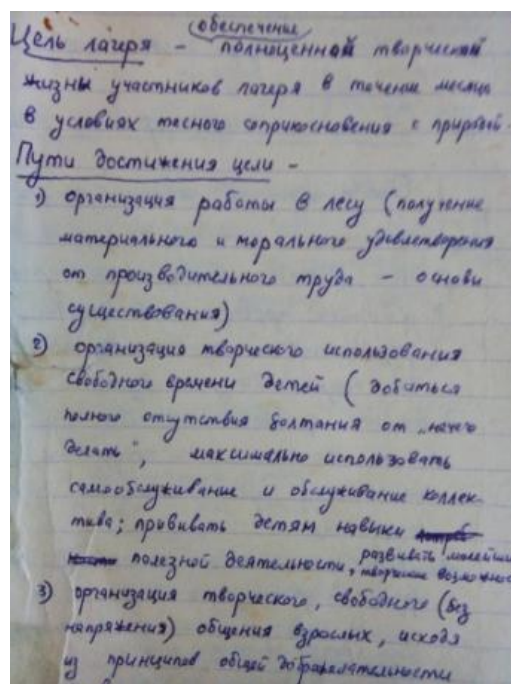 обеспечение
Цель лагеря - полноценной творческой
жизни участников лагеря в течение месяца
в условиях тесного соприкосновения с природой.
Пути достижения цели -
1) организация работы в лесу (получение
материального и морального удовлетворения
от производительного труда - основы
существования)
2) организация творческого использования
свободного времени детей (добиться
полного отсутствия болтания от „нечего
делать", максимально использовать
самообслуживание и обслуживание коллек-
тива; прививать детям навыки
полезной деятельности, развивать
творческие возможнос
3) организация творческого, свободного (без
напряжения) общения взрослых, исходя
из принципов общей доброжелательности